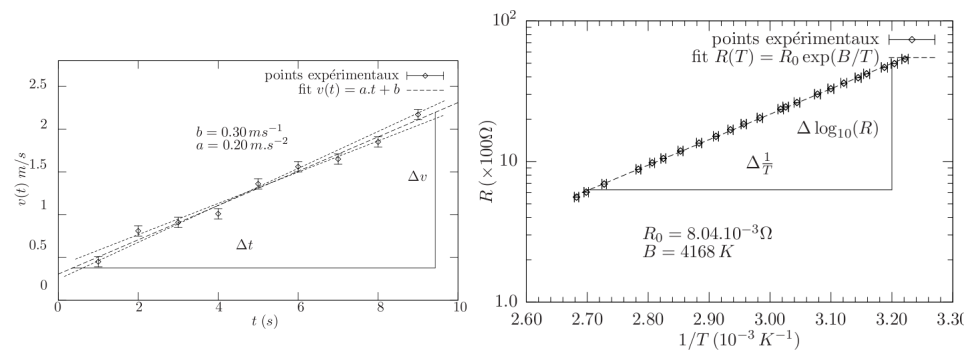 2.5
2
1.5
1
0.5
0
0
2
4
6
8
10
v(t) m/s
t (s)
points expérimentaux
fit v(t) = a.t + b
b = 0.30 ms⁻¹
a = 0.20 m.s⁻²
Δv
Δt
10²
10
1.0
2.60
2.70
2.80
2.90
3.00
3.10
3.20
3.30
R (×100Ω)
1/T (10⁻³ K⁻¹)
points expérimentaux
fit R(T) = R₀ exp(B/T)
Δ log₁₀(R)
Δ 1/T
R₀ = 8.04.10⁻³Ω
B = 4168 K